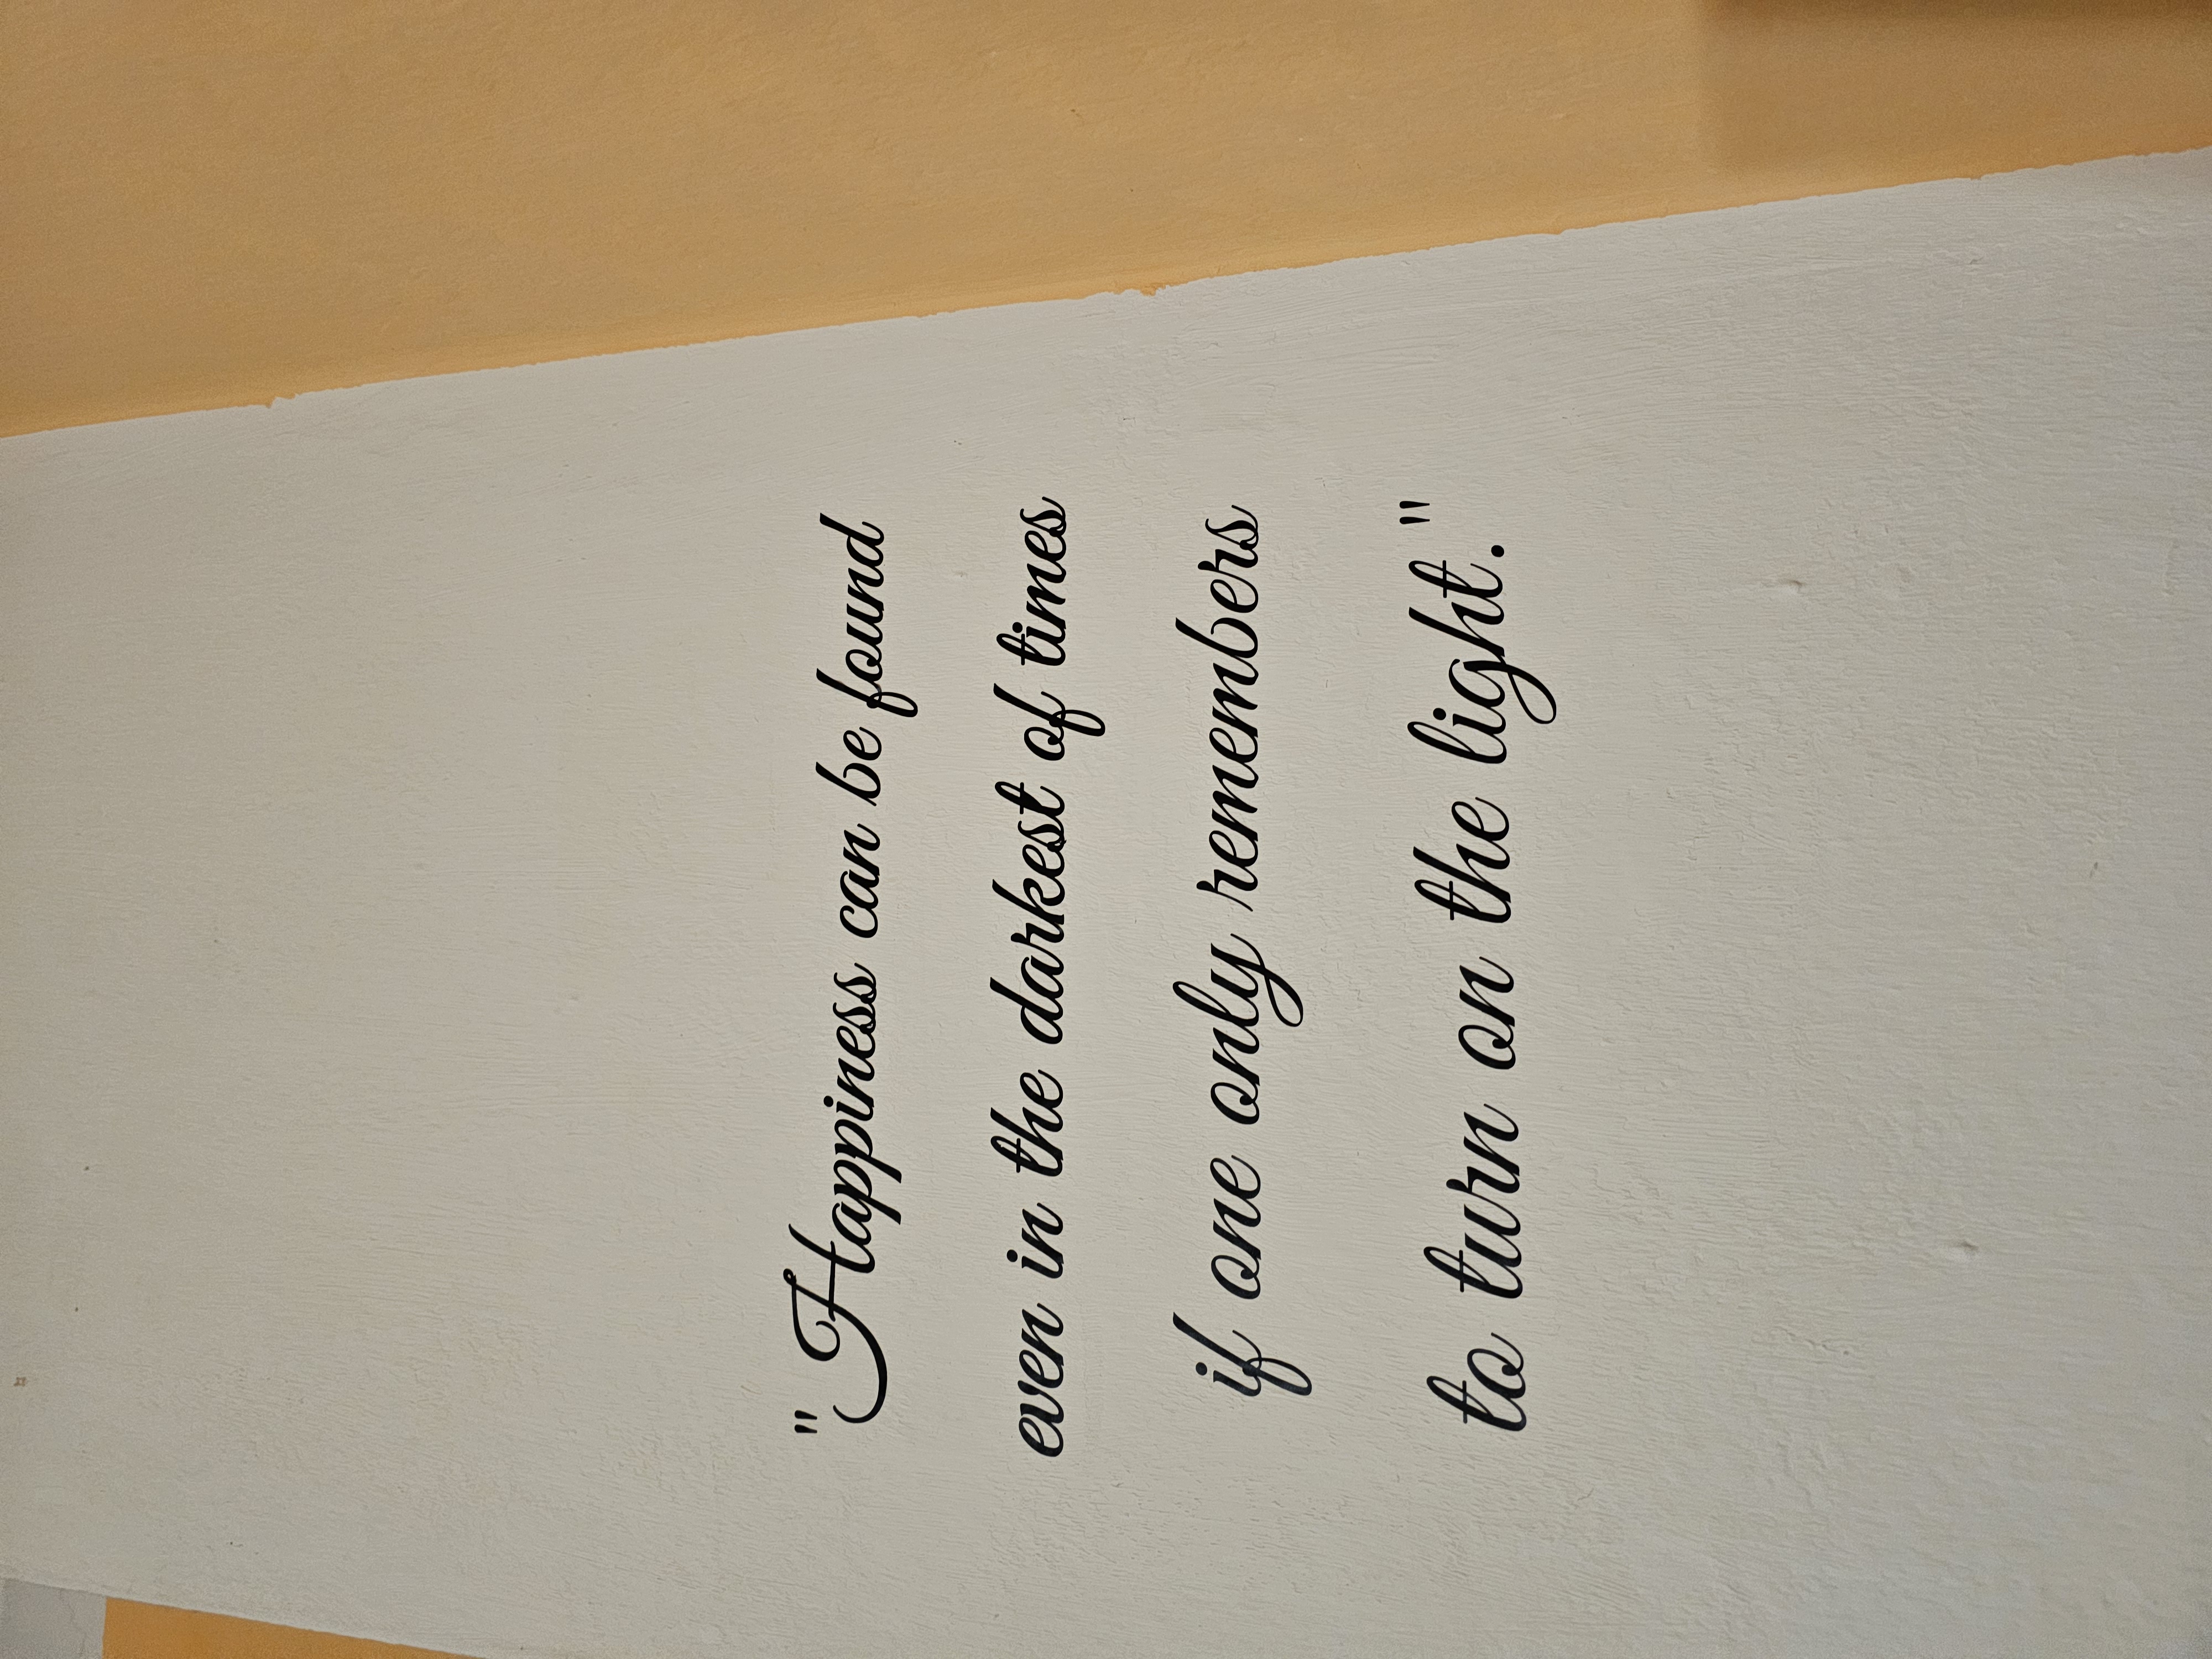 "Happiness can be found
even in the darkest of times
if one only remembers
to turn on the light."